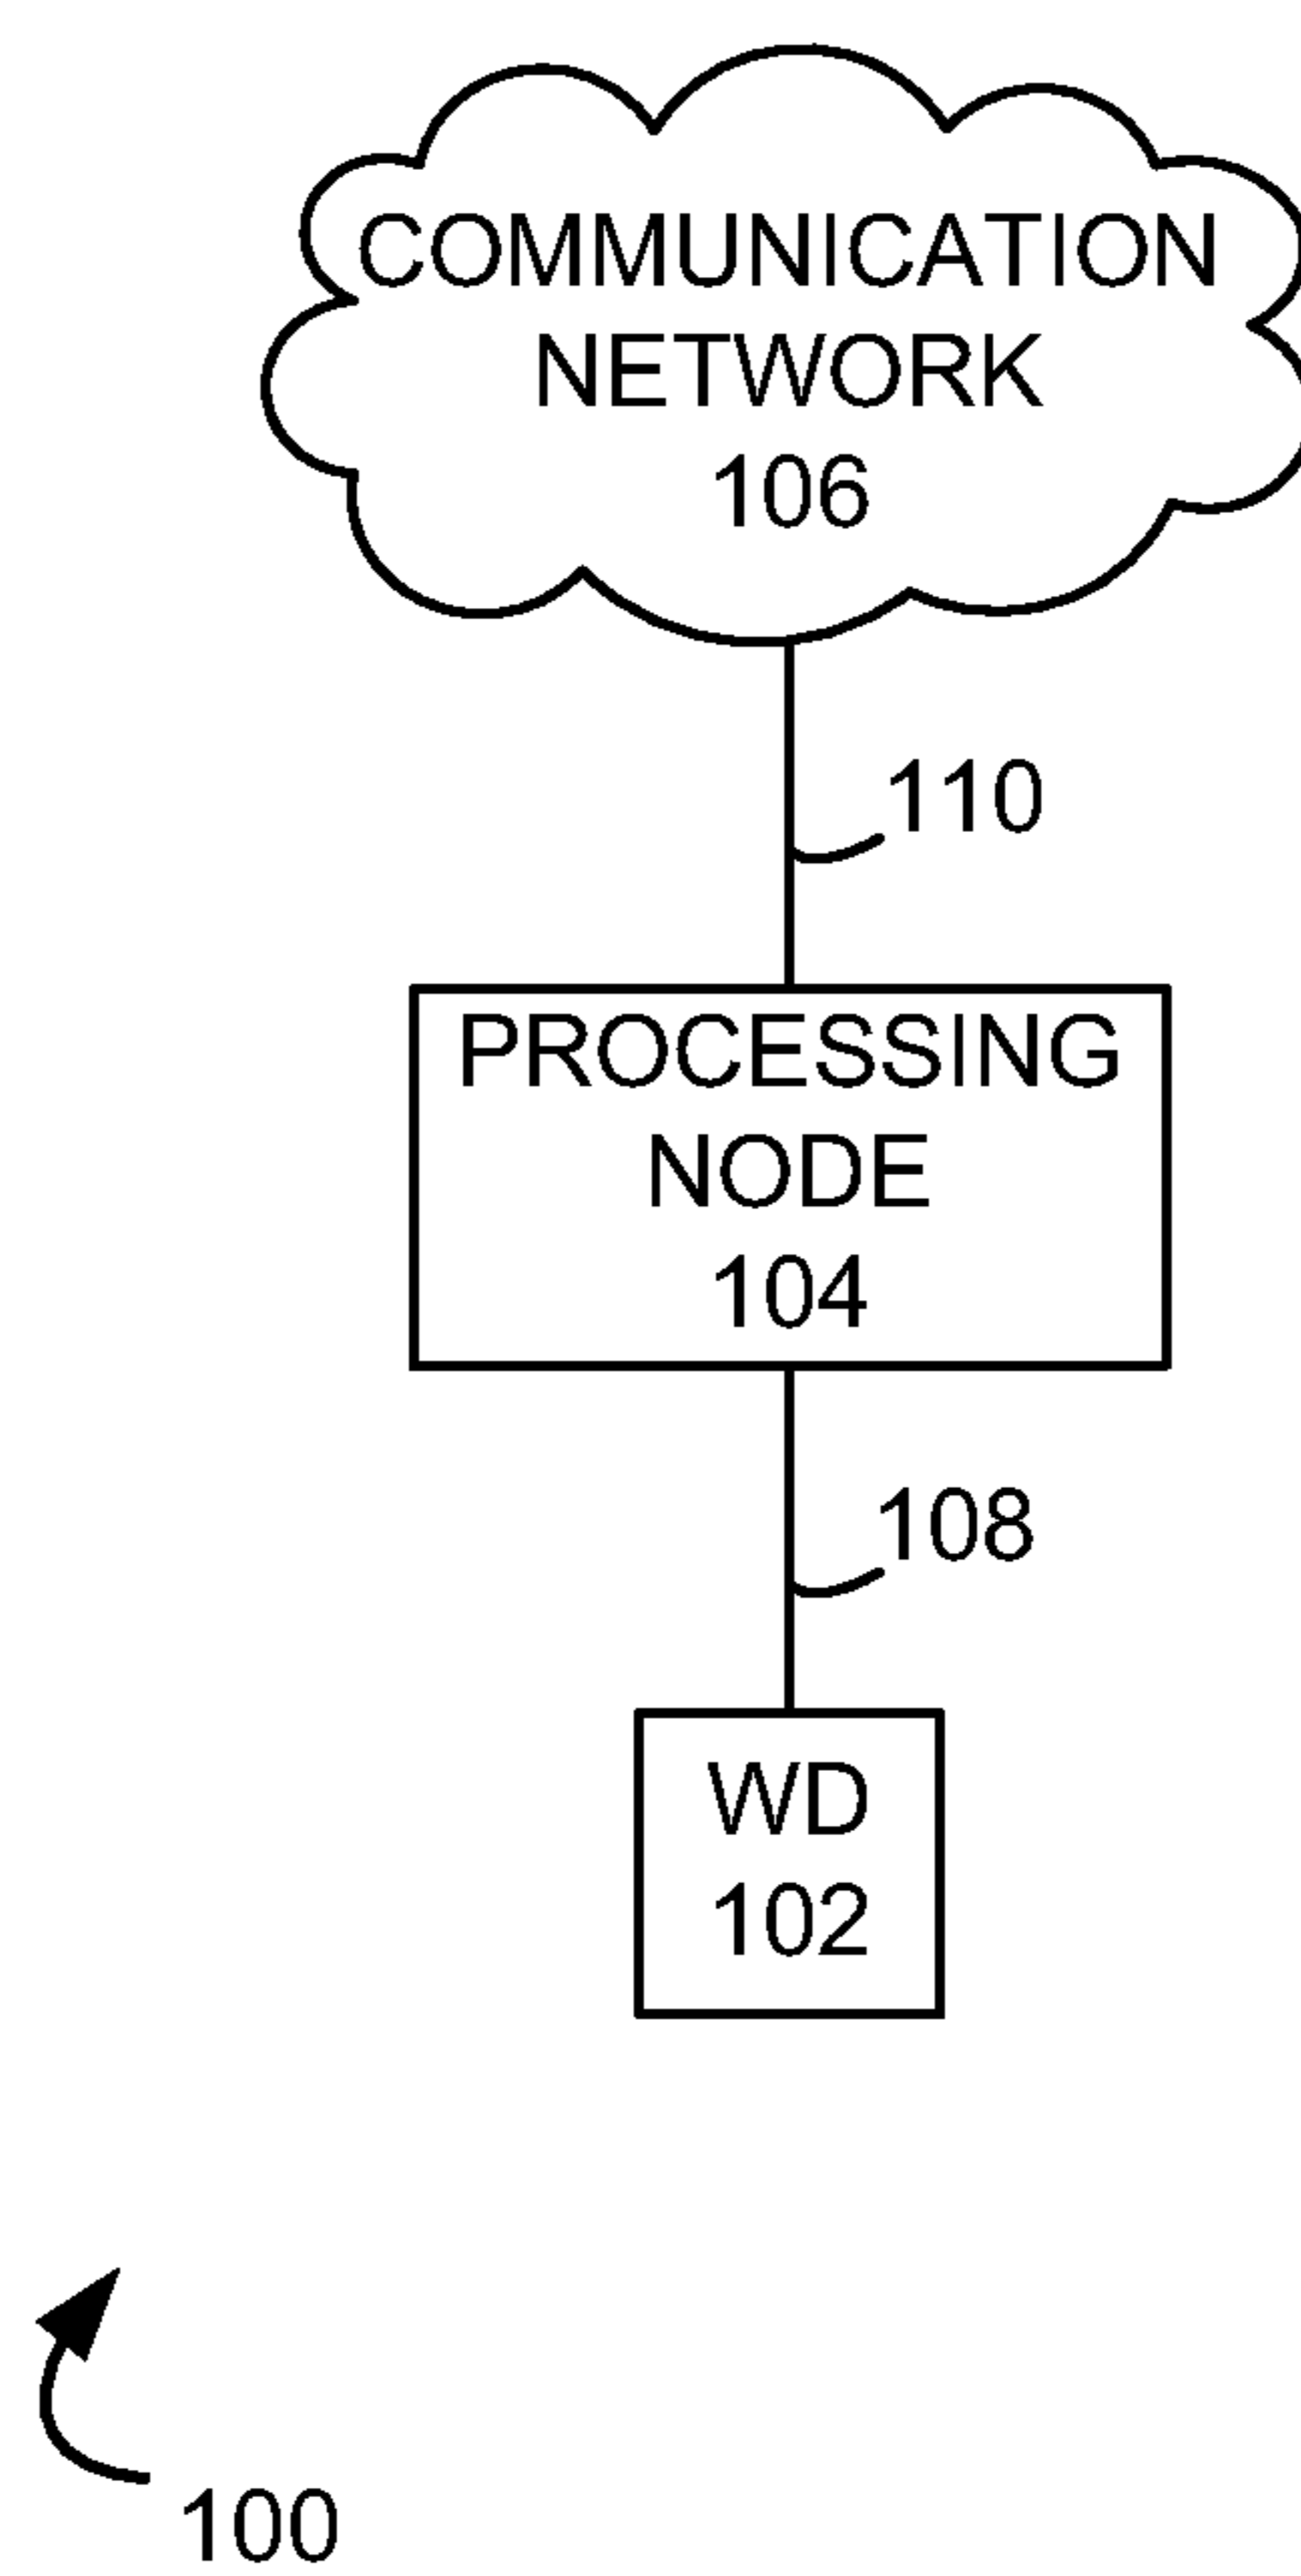 COMMUNICATION
NETWORK
106
110
PROCESSING
NODE
104
108
WD
102
100